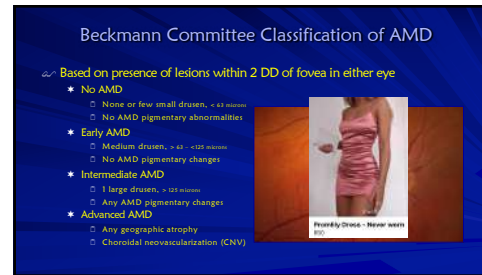 Beckmann Committee Classification of AMD
Based on presence of lesions within 2 DD of fovea in either eye
No AMD
None or few small drusen, < 63 microns
No AMD pigmentary abnormalities
Early AMD
Medium drusen, > 63 - <125 microns
No AMD pigmentary changes
Intermediate AMD
1 large drusen, > 125 microns
Any AMD pigmentary changes
Advanced AMD
Any geographic atrophy
Choroidal neovascularization (CNV)
Prom Dress - Never worn